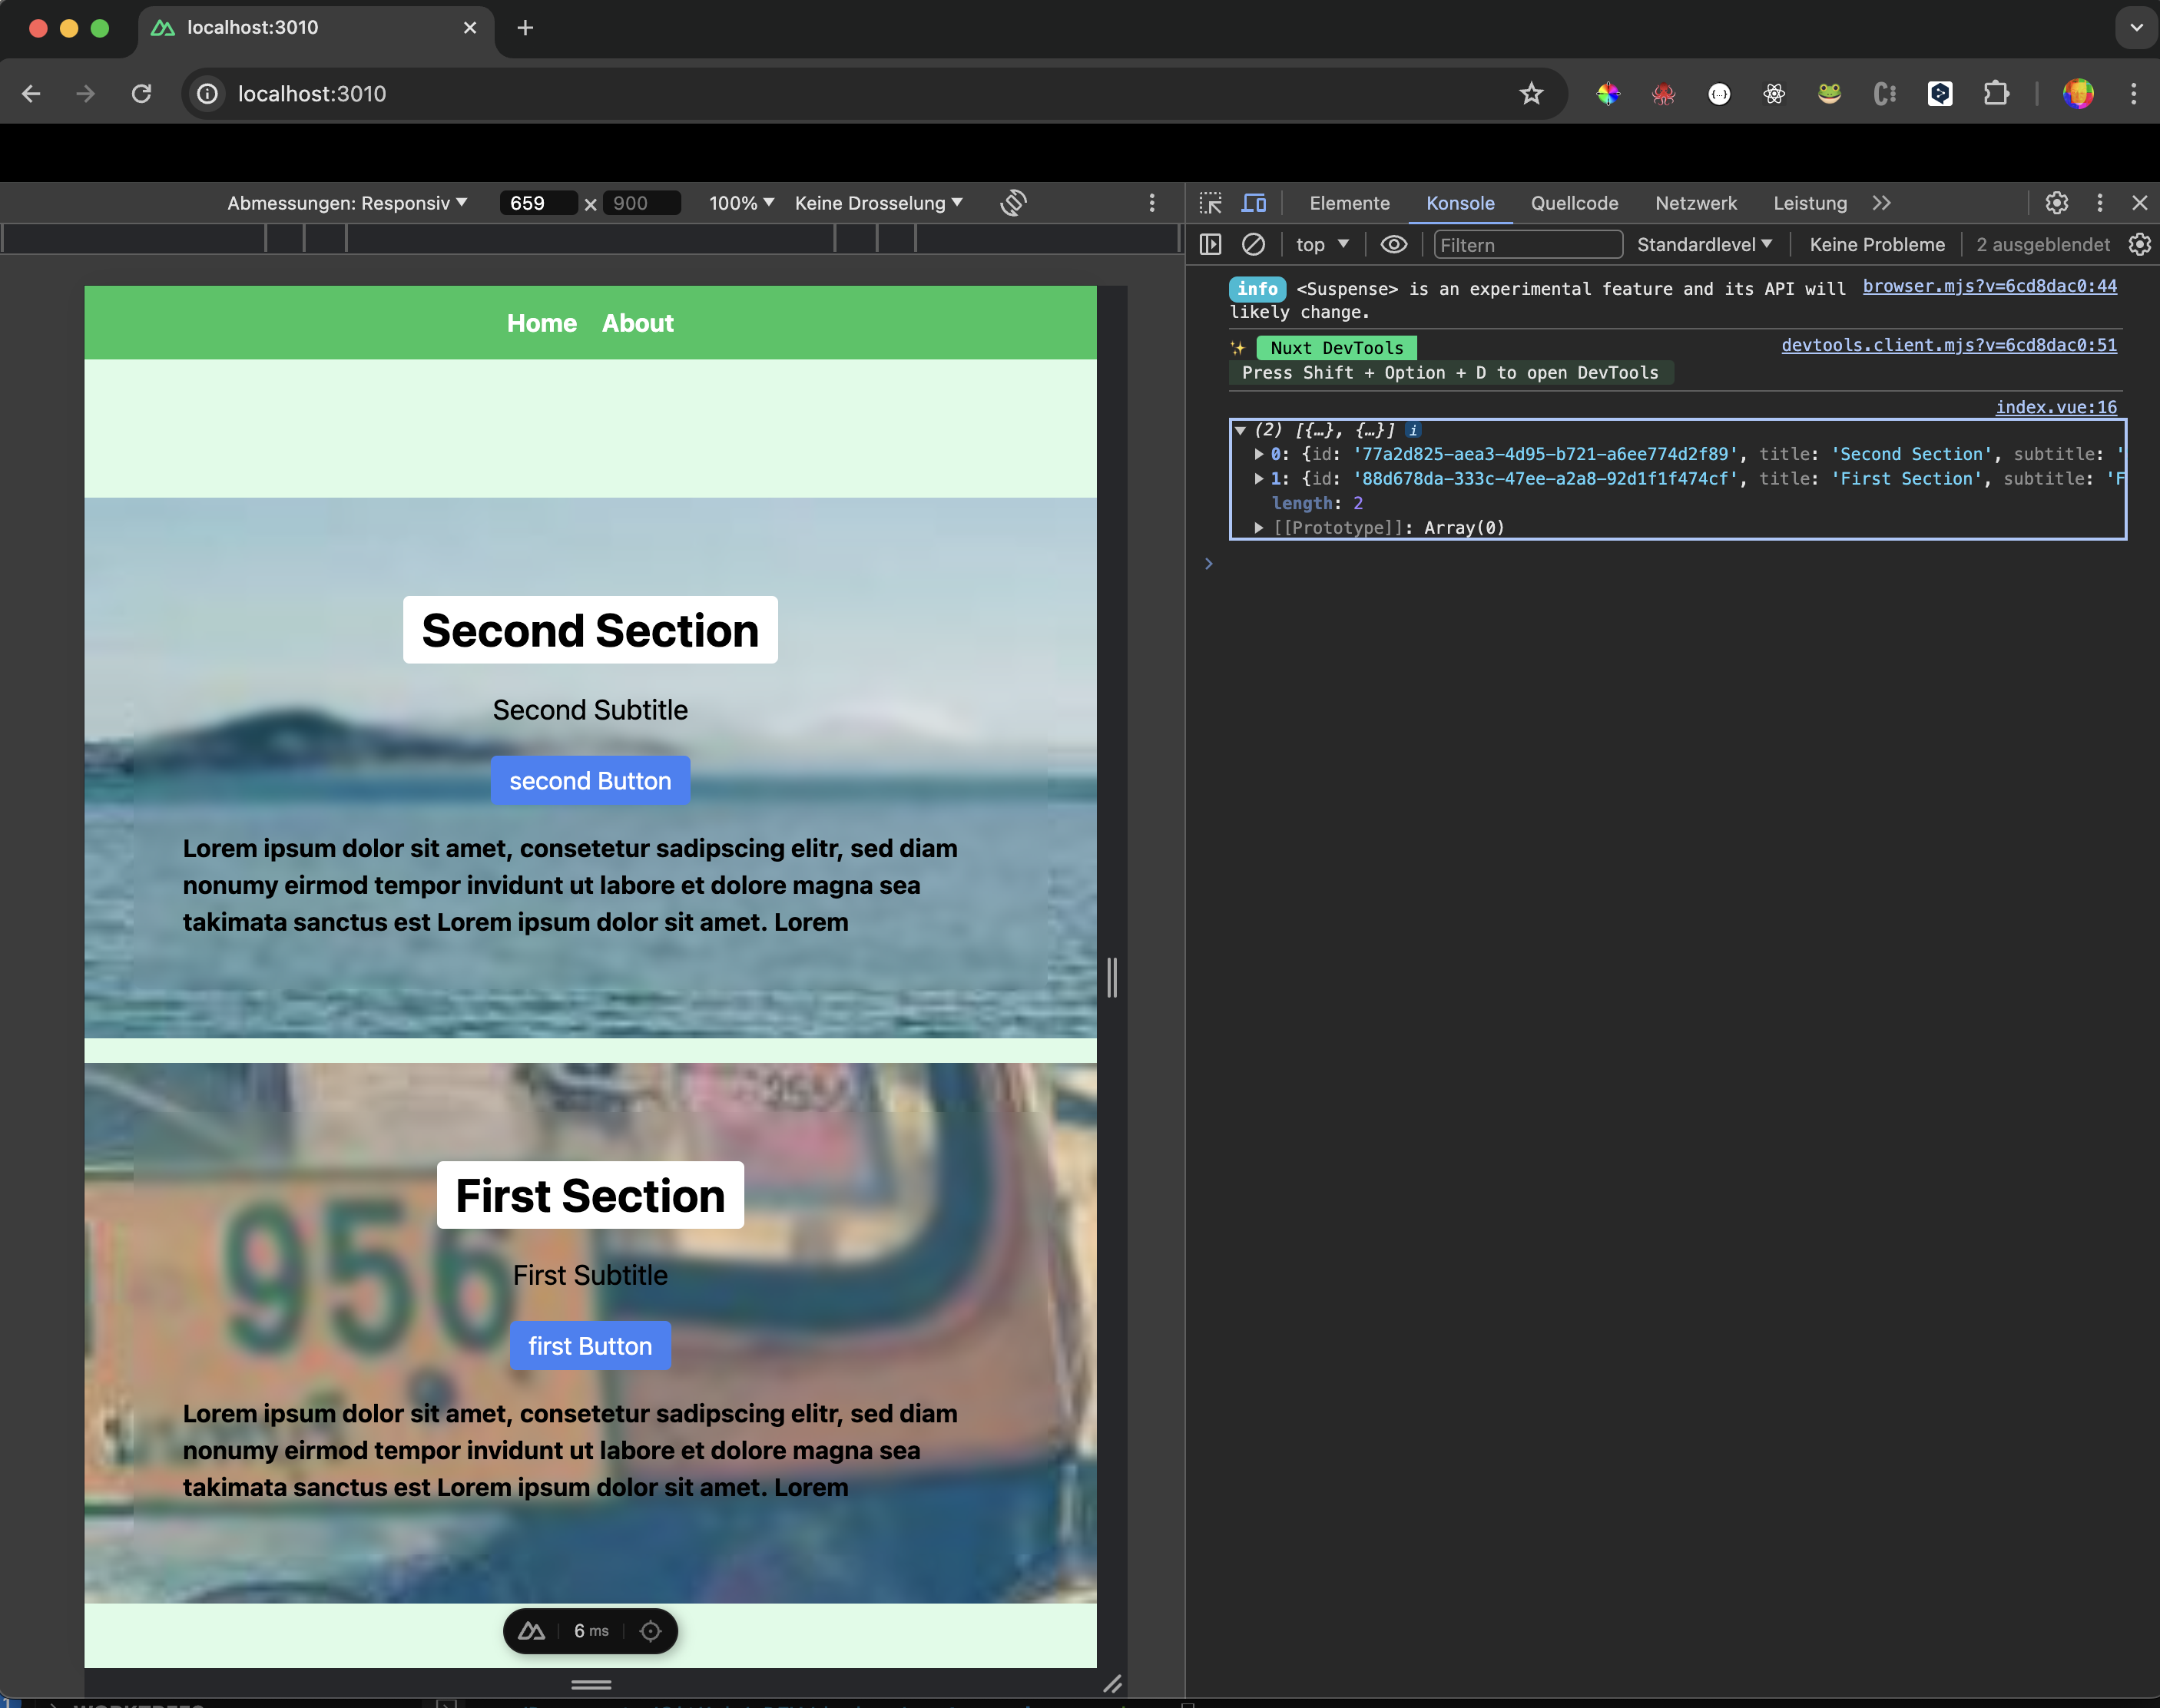 localhost:3010
localhost:3010
Abmessungen: Responsiv 659 x 900 100% Keine Drosselung
Elemente Konsole Quellcode Netzwerk Leistung
top Filtern Standardlevel Keine Probleme 2 ausgeblendet
Home About
Second Section
Second Subtitle
second Button
Lorem ipsum dolor sit amet, consetetur sadipscing elitr, sed diam
nonumy eirmod tempor invidunt ut labore et dolore magna sea
takimata sanctus est Lorem ipsum dolor sit amet. Lorem
956
First Section
First Subtitle
first Button
Lorem ipsum dolor sit amet, consetetur sadipscing elitr, sed diam
nonumy eirmod tempor invidunt ut labore et dolore magna sea
takimata sanctus est Lorem ipsum dolor sit amet. Lorem
6 ms
info <Suspense> is an experimental feature and its API will browser.mjs?v=6cd8dac0:44
likely change.
✨ Nuxt DevTools devtools.client.mjs?v=6cd8dac0:51
Press Shift + Option + D to open DevTools
index.vue:16
(2) [{…}, {…}] i
0: {id: '77a2d825-aea3-4d95-b721-a6ee774d2f89', title: 'Second Section', subtitle: '
1: {id: '88d678da-333c-47ee-a2a8-92d1f1f474cf', title: 'First Section', subtitle: 'F
length: 2
[[Prototype]]: Array(0)